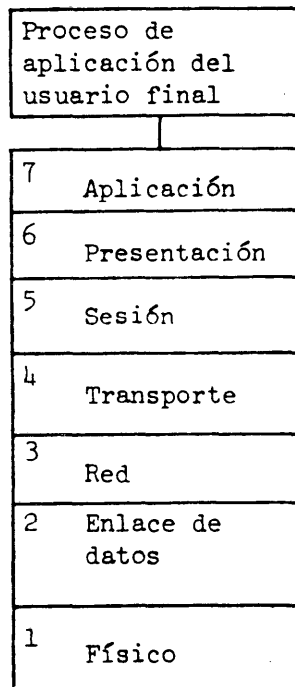 Proceso de
aplicación del
usuario final
7
Aplicación
6
Presentación
5
Sesión
4
Transporte
3
Red
2 Enlace de
datos
1
Físico